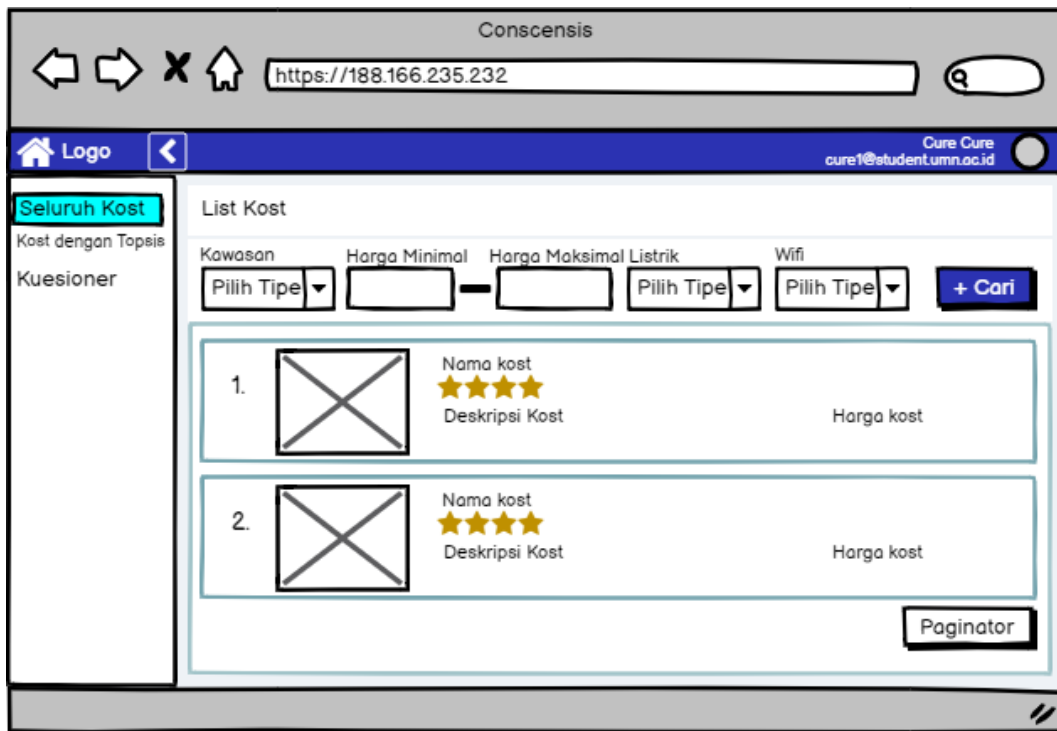 Conscensis
https://188.166.235.232
Logo
Cure Cure
cure1@student.umn.ac.id
Seluruh Kost
Kost dengan Topsis
Kuesioner
List Kost
Kawasan Harga Minimal Harga Maksimal Listrik Wifi
Pilih Tipe Pilih Tipe Pilih Tipe + Cari
1. Nama kost
Deskripsi Kost Harga kost
2. Nama kost
Deskripsi Kost Harga kost
Paginator